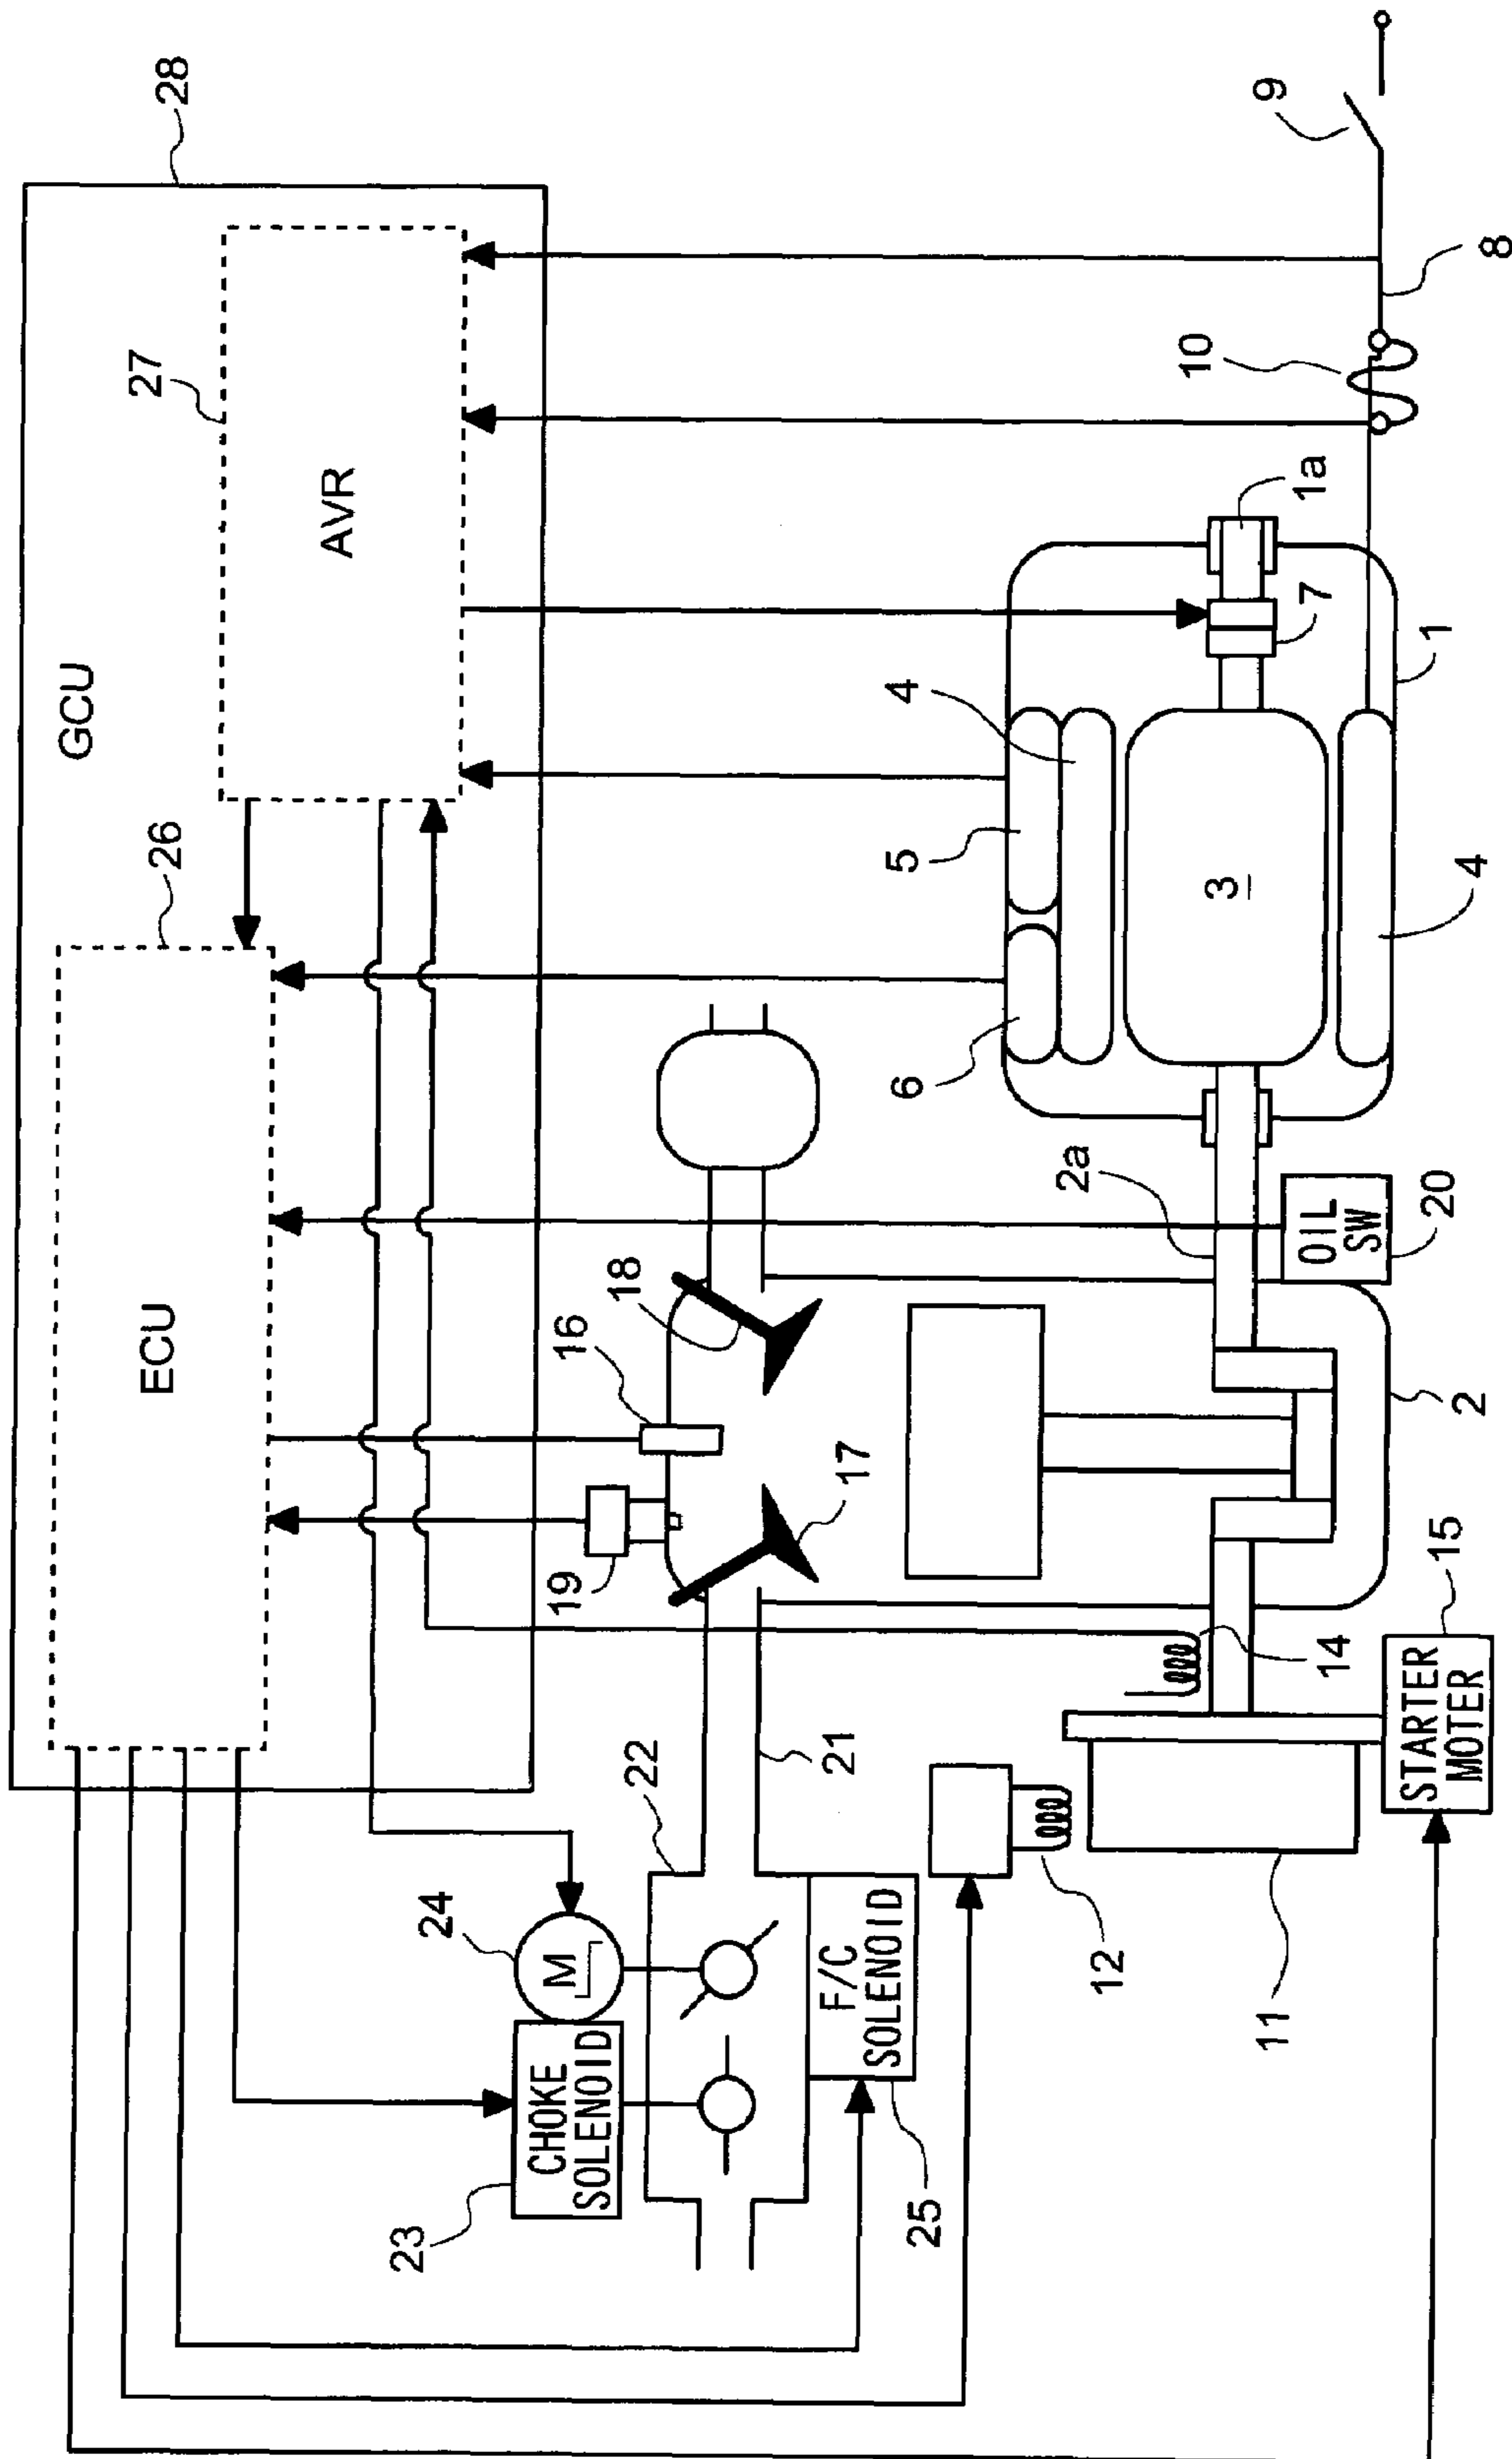 28
GCU
27
AVR
26
ECU
9
8
10
1a
7
1
4
5
3
4
6
2a
OIL
SW
20
18
16
17
2
19
14
15
STARTER
MOTER
22
21
24
M
CHOKE
SOLENOID
23
F/C
SOLENOID
25
12
11